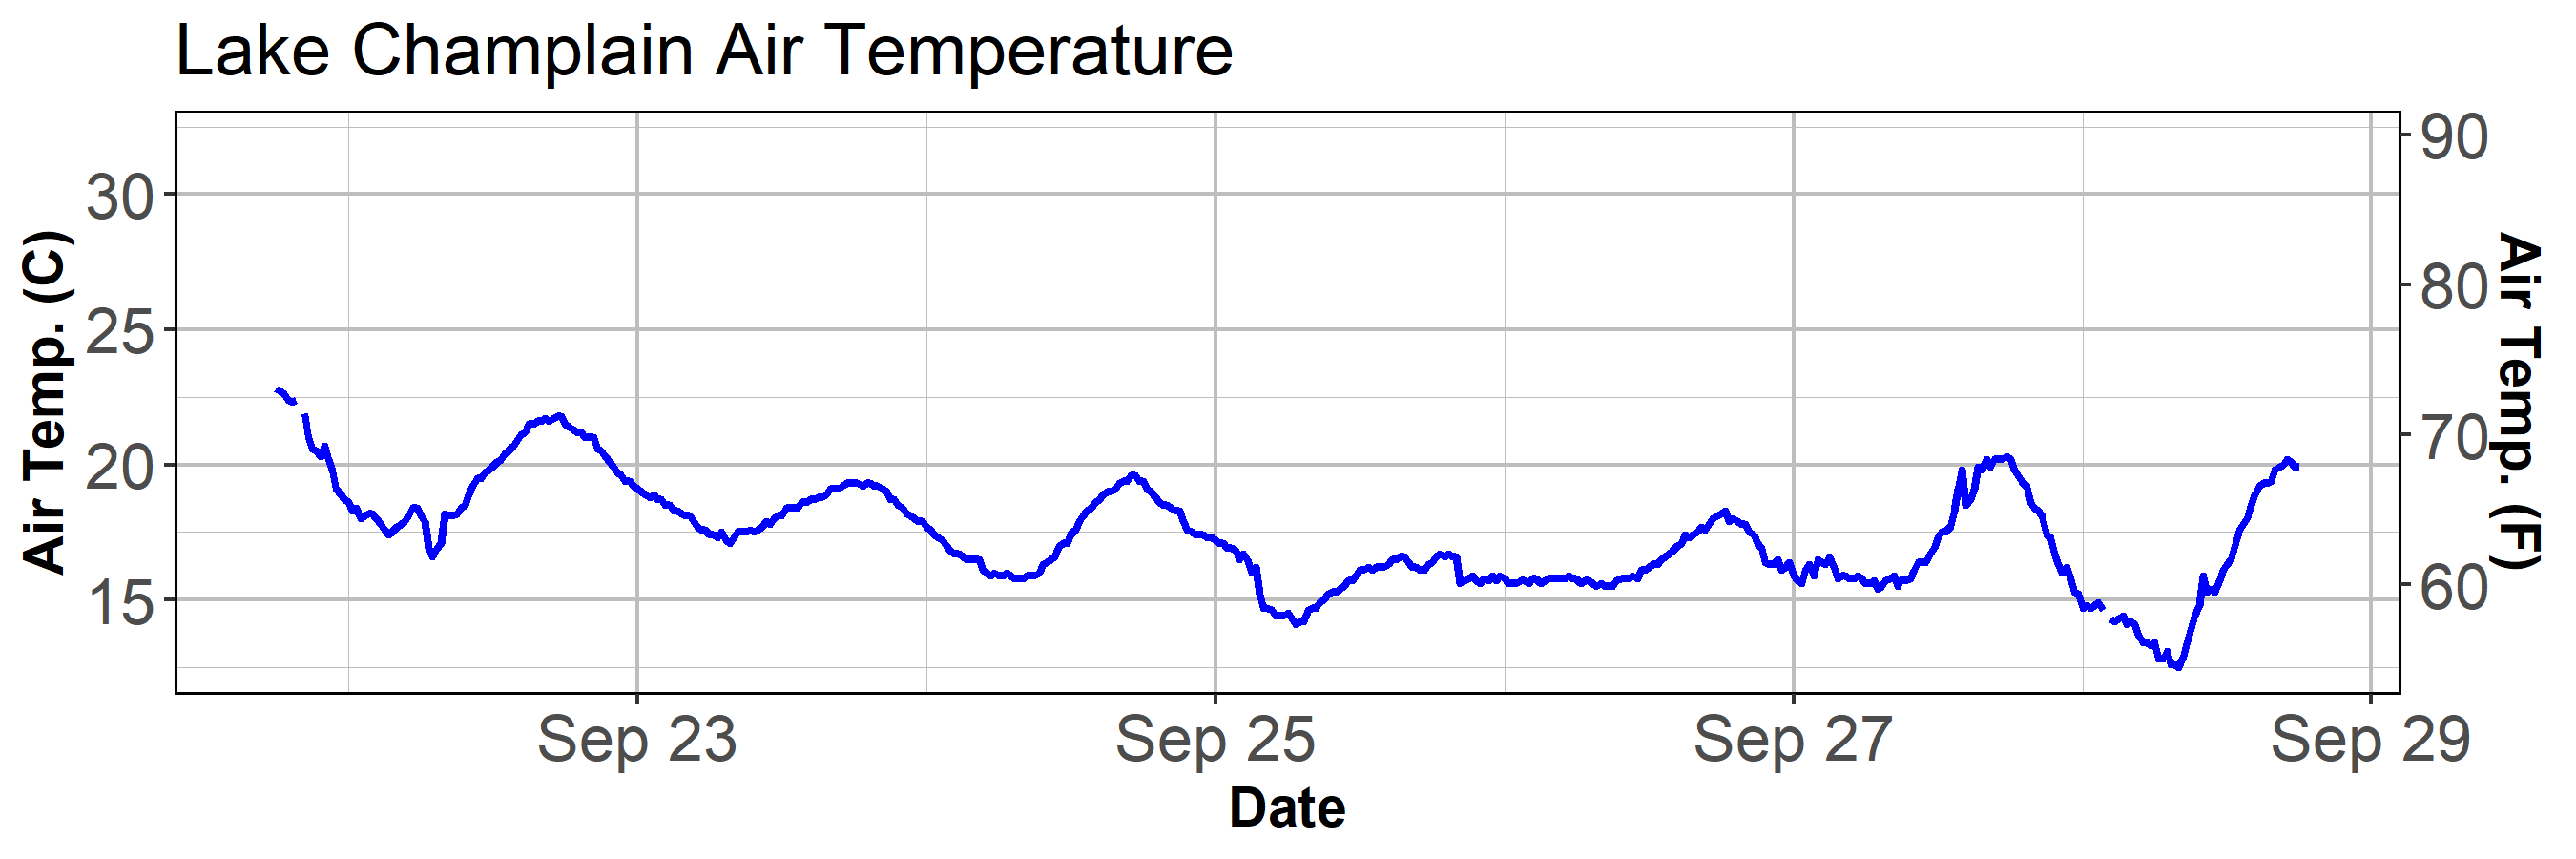 Lake Champlain Air Temperature
Air Temp. (C)
30
25
20
15
90
80
70
60
Air Temp. (F)
Sep 23 Sep 25 Sep 27 Sep 29
Date